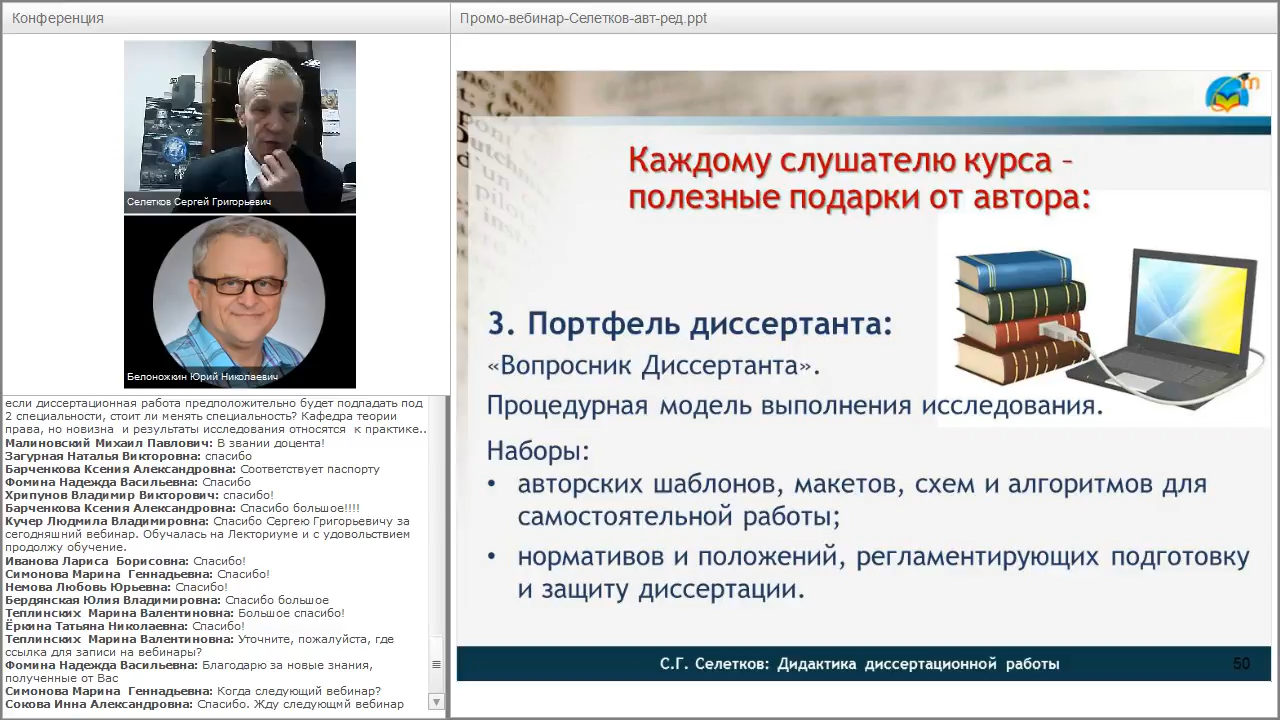 Конференция
Промо-вебинар-Селетков-авт-ред.ppt
Селетков Сергей Григорьевич
Белоножкин Юрий Николаевич
если диссертационная работа предположительно будет подпадать под
2 специальности, стоит ли менять специальность? Кафедра теории
права, но новизна и результаты исследования относятся к практике..
Малиновский Михаил Павлович: В звании доцента!
Загурная Наталья Викторовна: спасибо
Барченкова Ксения Александровна: Соответствует паспорту
Фомина Надежда Васильевна: Спасибо
Хрипунов Владимир Викторович: спасибо!
Барченкова Ксения Александровна: Спасибо большое!!!!
Кучер Людмила Владимировна: Спасибо Сергею Григорьевичу за
сегодняшний вебинар. Обучалась на Лекториуме и с удовольствием
продолжу обучение.
Иванова Лариса Борисовна: Спасибо!
Симонова Марина Геннадьевна: Спасибо!
Немова Любовь Юрьевна: Спасибо!
Бердянская Юлия Владимировна: Спасибо большое
Теплинских Марина Валентиновна: Большое спасибо!
Ёркина Татьяна Николаевна: Спасибо!
Теплинских Марина Валентиновна: Уточните, пожалуйста, где
ссылка для записи на вебинары?
Фомина Надежда Васильевна: Благодарю за новые знания,
полученные от Вас
Симонова Марина Геннадьевна: Когда следующий вебинар?
Сокова Инна Александровна: Спасибо. Жду следующий вебинар
Каждому слушателю курса –
полезные подарки от автора:
3. Портфель диссертанта:
«Вопросник Диссертанта».
Процедурная модель выполнения исследования.
Наборы:
• авторских шаблонов, макетов, схем и алгоритмов для
самостоятельной работы;
• нормативов и положений, регламентирующих подготовку
и защиту диссертации.
С.Г. Селетков: Дидактика диссертационной работы
50